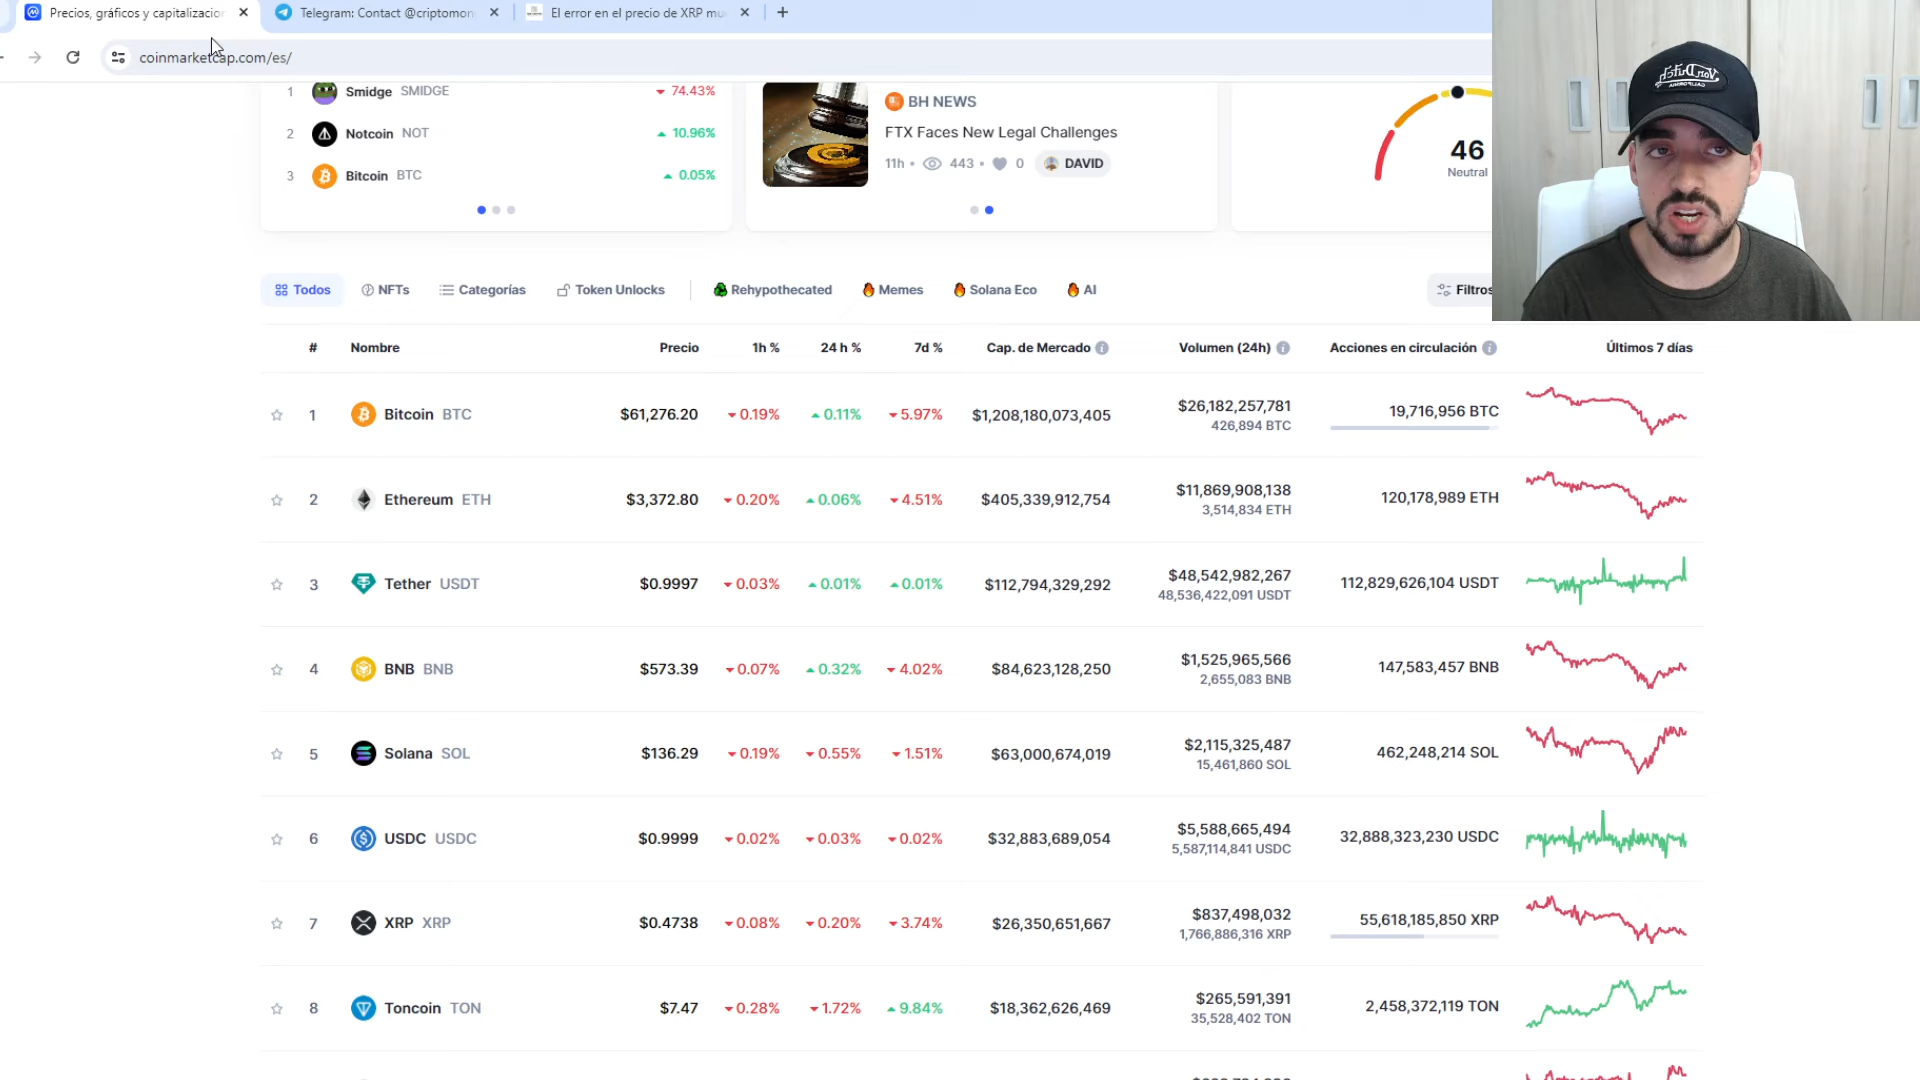 Precios, gráficos y capitalizacion
Telegram: Contact @criptomon
El error en el precio de XRP mu
coinmarketcap.com/es/
1 Smidge SMIDGE 74.43%
2 Notcoin NOT 10.96%
3 Bitcoin BTC 0.05%
BH NEWS
FTX Faces New Legal Challenges
11h • 443 • 0 DAVID
46
Neutral
Todos NFTs Categorías Token Unlocks Rehypothecated Memes Solana Eco AI Filtros
# Nombre Precio 1h % 24 h % 7d % Cap. de Mercado Volumen (24h) Acciones en circulación Últimos 7 días
1 Bitcoin BTC $61,276.20 0.19% 0.11% 5.97% $1,208,180,073,405 $26,182,257,781 19,716,956 BTC
426,894 BTC
2 Ethereum ETH $3,372.80 0.20% 0.06% 4.51% $405,339,912,754 $11,869,908,138 120,178,989 ETH
3,514,834 ETH
3 Tether USDT $0.9997 0.03% 0.01% 0.01% $112,794,329,292 $48,542,982,267 112,829,626,104 USDT
48,536,422,091 USDT
4 BNB BNB $573.39 0.07% 0.32% 4.02% $84,623,128,250 $1,525,965,566 147,583,457 BNB
2,655,083 BNB
5 Solana SOL $136.29 0.19% 0.55% 1.51% $63,000,674,019 $2,115,325,487 462,248,214 SOL
15,461,860 SOL
6 USDC USDC $0.9999 0.02% 0.03% 0.02% $32,883,689,054 $5,588,665,494 32,888,323,230 USDC
5,587,114,841 USDC
7 XRP XRP $0.4738 0.08% 0.20% 3.74% $26,350,651,667 $837,498,032 55,618,185,850 XRP
1,766,886,316 XRP
8 Toncoin TON $7.47 0.28% 1.72% 9.84% $18,362,626,469 $265,591,391 2,458,372,119 TON
35,528,402 TON
Von Dutch